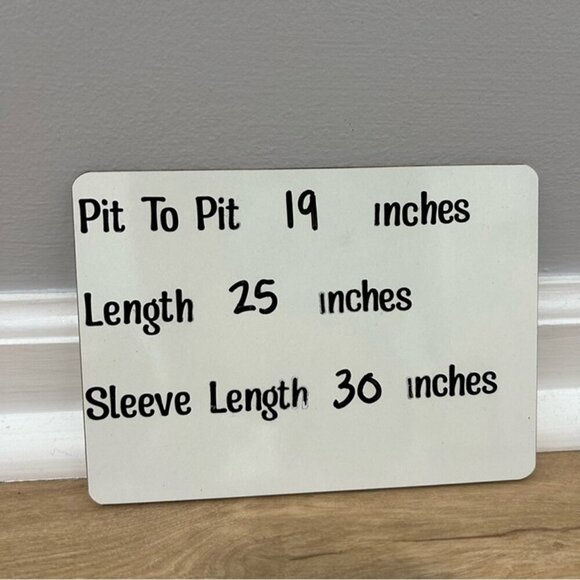 Pit To Pit 19 inches
Length 25 inches
Sleeve Length 30 inches